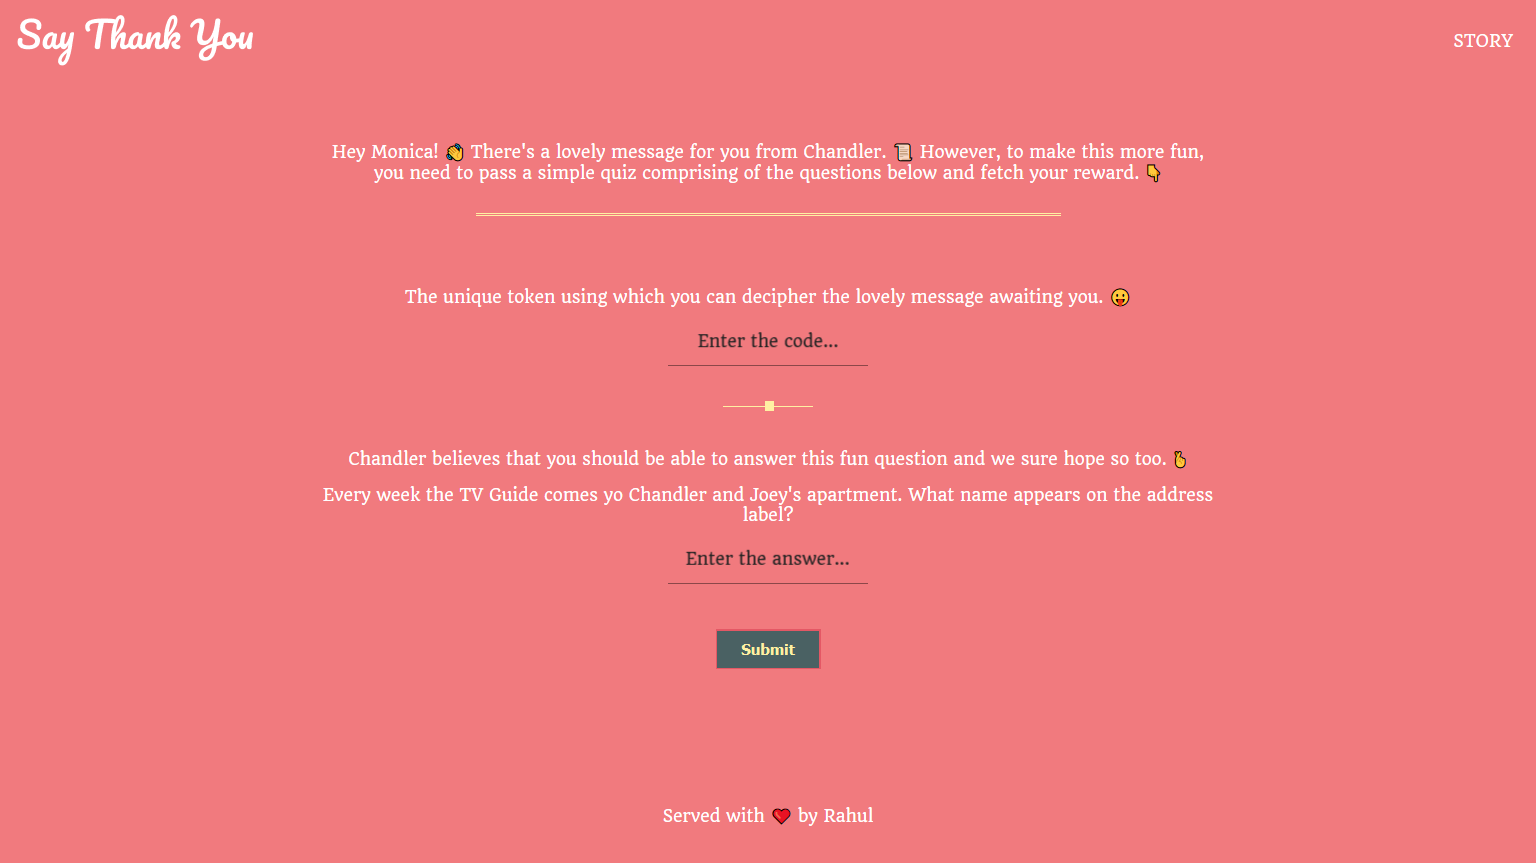 Say Thank You
STORY
Hey Monica! 👏 There's a lovely message for you from Chandler. 📜 However, to make this more fun,
you need to pass a simple quiz comprising of the questions below and fetch your reward. 👇
The unique token using which you can decipher the lovely message awaiting you. 😛
Enter the code...
Chandler believes that you should be able to answer this fun question and we sure hope so too. 🤞
Every week the TV Guide comes yo Chandler and Joey's apartment. What name appears on the address
label?
Enter the answer...
Submit
Served with ❤️ by Rahul